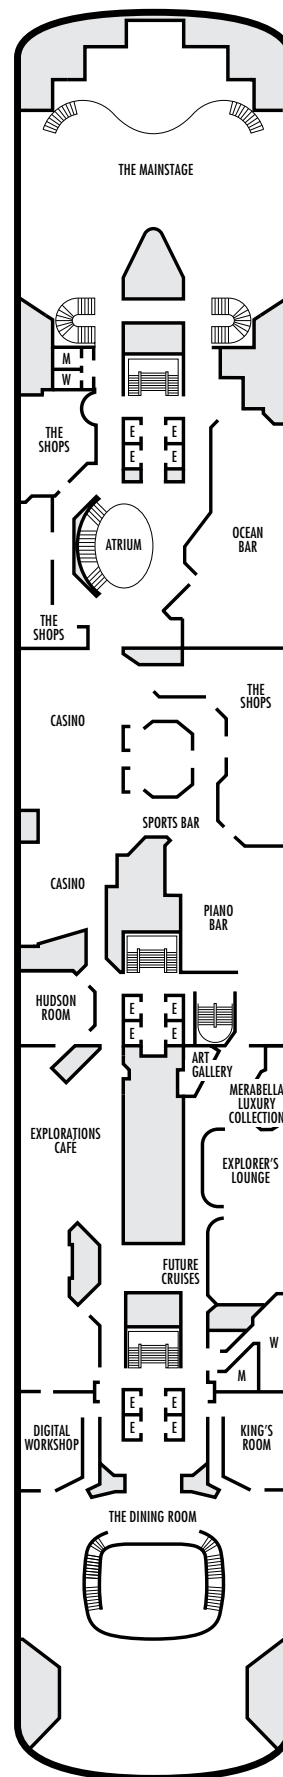 THE MAINSTAGE
M
W
E E
E E
THE
SHOPS
OCEAN
BAR
ATRIUM
THE
SHOPS
THE
SHOPS
CASINO
SPORTS BAR
CASINO
PIANO
BAR
HUDSON
ROOM
E E
E E
ART
GALLERY
MERABELLA
LUXURY
COLLECTION
EXPLORATIONS
CAFÉ
EXPLORER'S
LOUNGE
FUTURE
CRUISES
W
M
E E
E E
DIGITAL
WORKSHOP
KING'S
ROOM
THE DINING ROOM